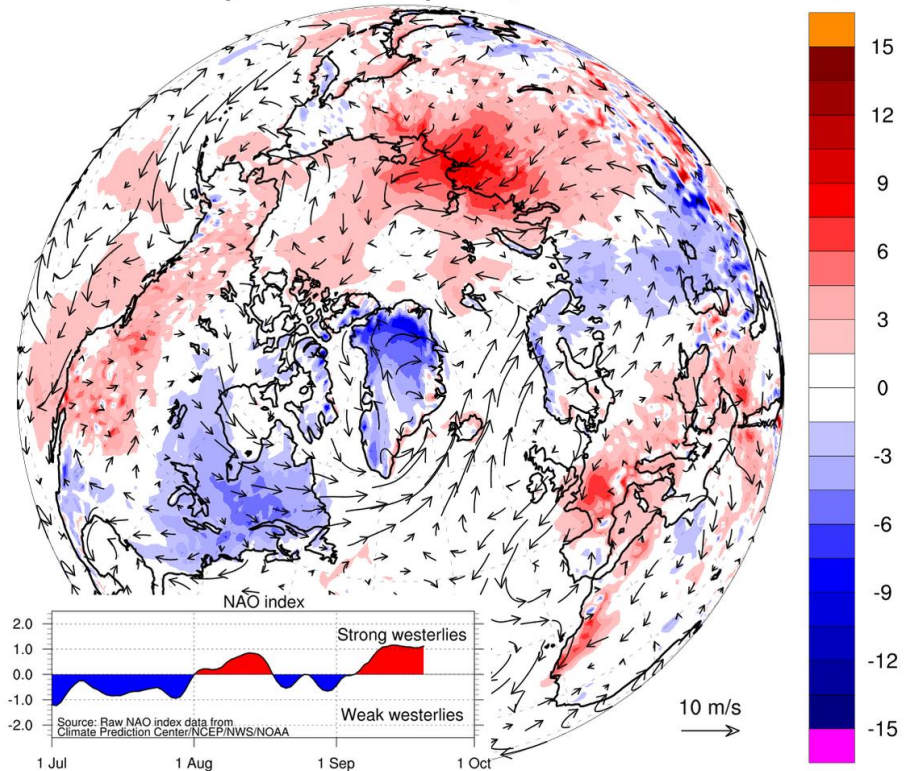 15
12
9
6
3
0
-3
-6
-9
-12
-15
NAO index
2.0
1.0
0.0
-1.0
-2.0
Strong westerlies
Weak westerlies
Source: Raw NAO index data from
Climate Prediction Center/NCEP/NWS/NOAA
1 Jul
1 Aug
1 Sep
1 Oct
10 m/s